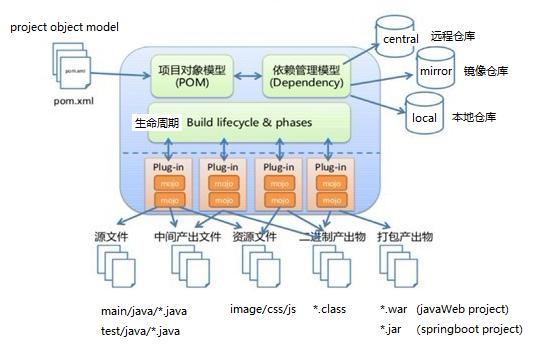 project object model
central
远程仓库
pom.xml
pom.xml
项目对象模型
(POM)
依赖管理模型
(Dependency)
mirror
镜像仓库
local
本地仓库
生命周期
Build lifecycle & phases
Plug-in
mojo
mojo
Plug-in
mojo
mojo
Plug-in
mojo
mojo
Plug-in
mojo
mojo
源文件
中间产出文件
资源文件
二进制产出物
打包产出物
main/java/*.java
image/css/js
*.class
*.war (javaWeb project)
test/java/*.java
*.jar (springboot project)